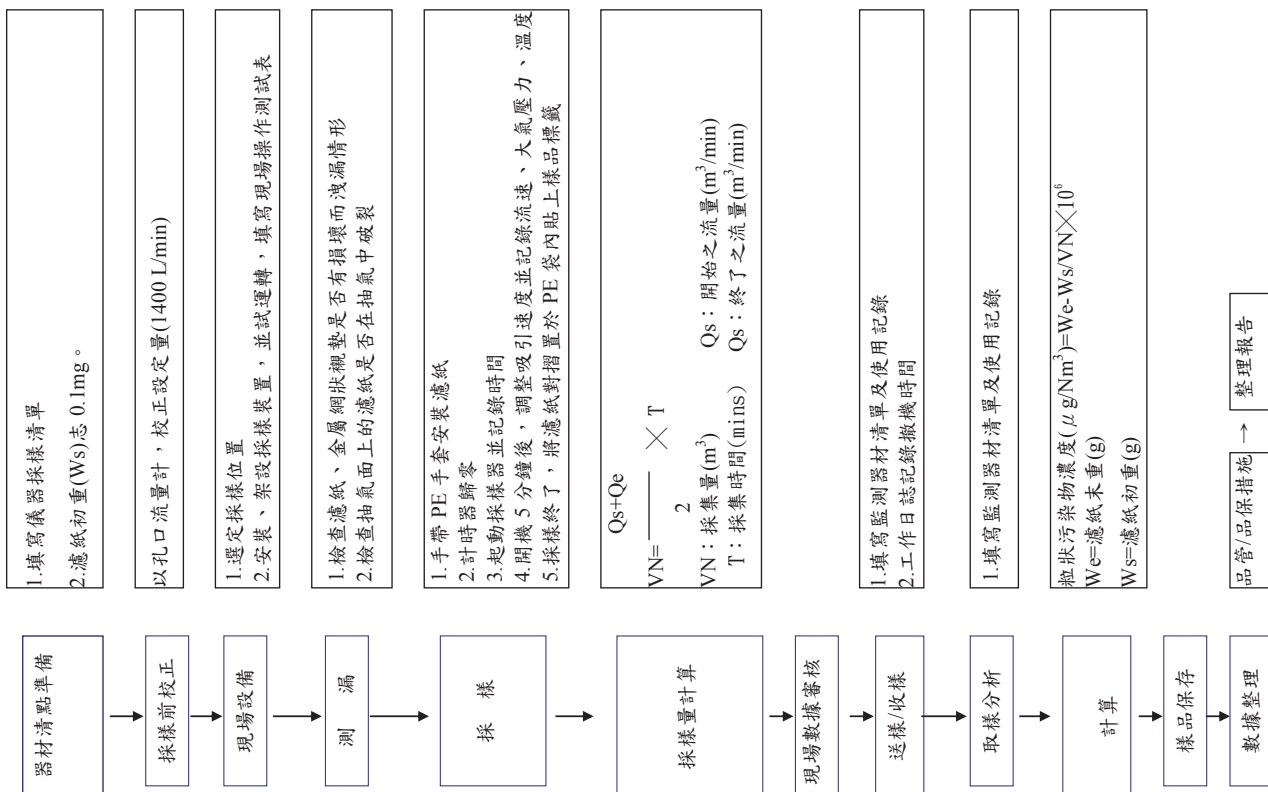 器材清點準備
1.填寫儀器採樣清單
2.濾紙初重(Ws)志 0.1mg。
採樣前校正
以孔口流量計，校正設定量(1400 L/min)
現場設備
1.選定採樣位置
2.安裝、架設採樣裝置，並試運轉，填寫現場操作測試表
測 漏
1.檢查濾紙、金屬網狀襯墊是否有損壞而洩漏情形
2.檢查抽氣面上的濾紙是否在抽氣中破裂
採 樣
1.手帶 PE 手套安裝濾紙
2.計時器歸零
3.起動採樣器並記錄時間
4.開機 5 分鐘後，調整吸引速度並記錄流速、大氣壓力、溫度
5.採樣終了，將濾紙對摺置於 PE 袋內貼上樣品標籤
採樣量計算
Qs+Qe
VN= ╳ T
2
VN：採集量(m³) Qs：開始之流量(m³/min)
T：採集時間(mins) Qs：終了之流量(m³/min)
現場數據審核
送樣/收樣
1.填寫監測器材清單及使用記錄
2.工作日誌記錄撤機時間
取樣分析
1.填寫監測器材清單及使用記錄
計算
粒狀污染物濃度(μg/Nm³)=We-Ws/VN╳10⁶
We=濾紙末重(g)
Ws=濾紙初重(g)
樣品保存
數據整理
品管/品保措施 → 整理報告